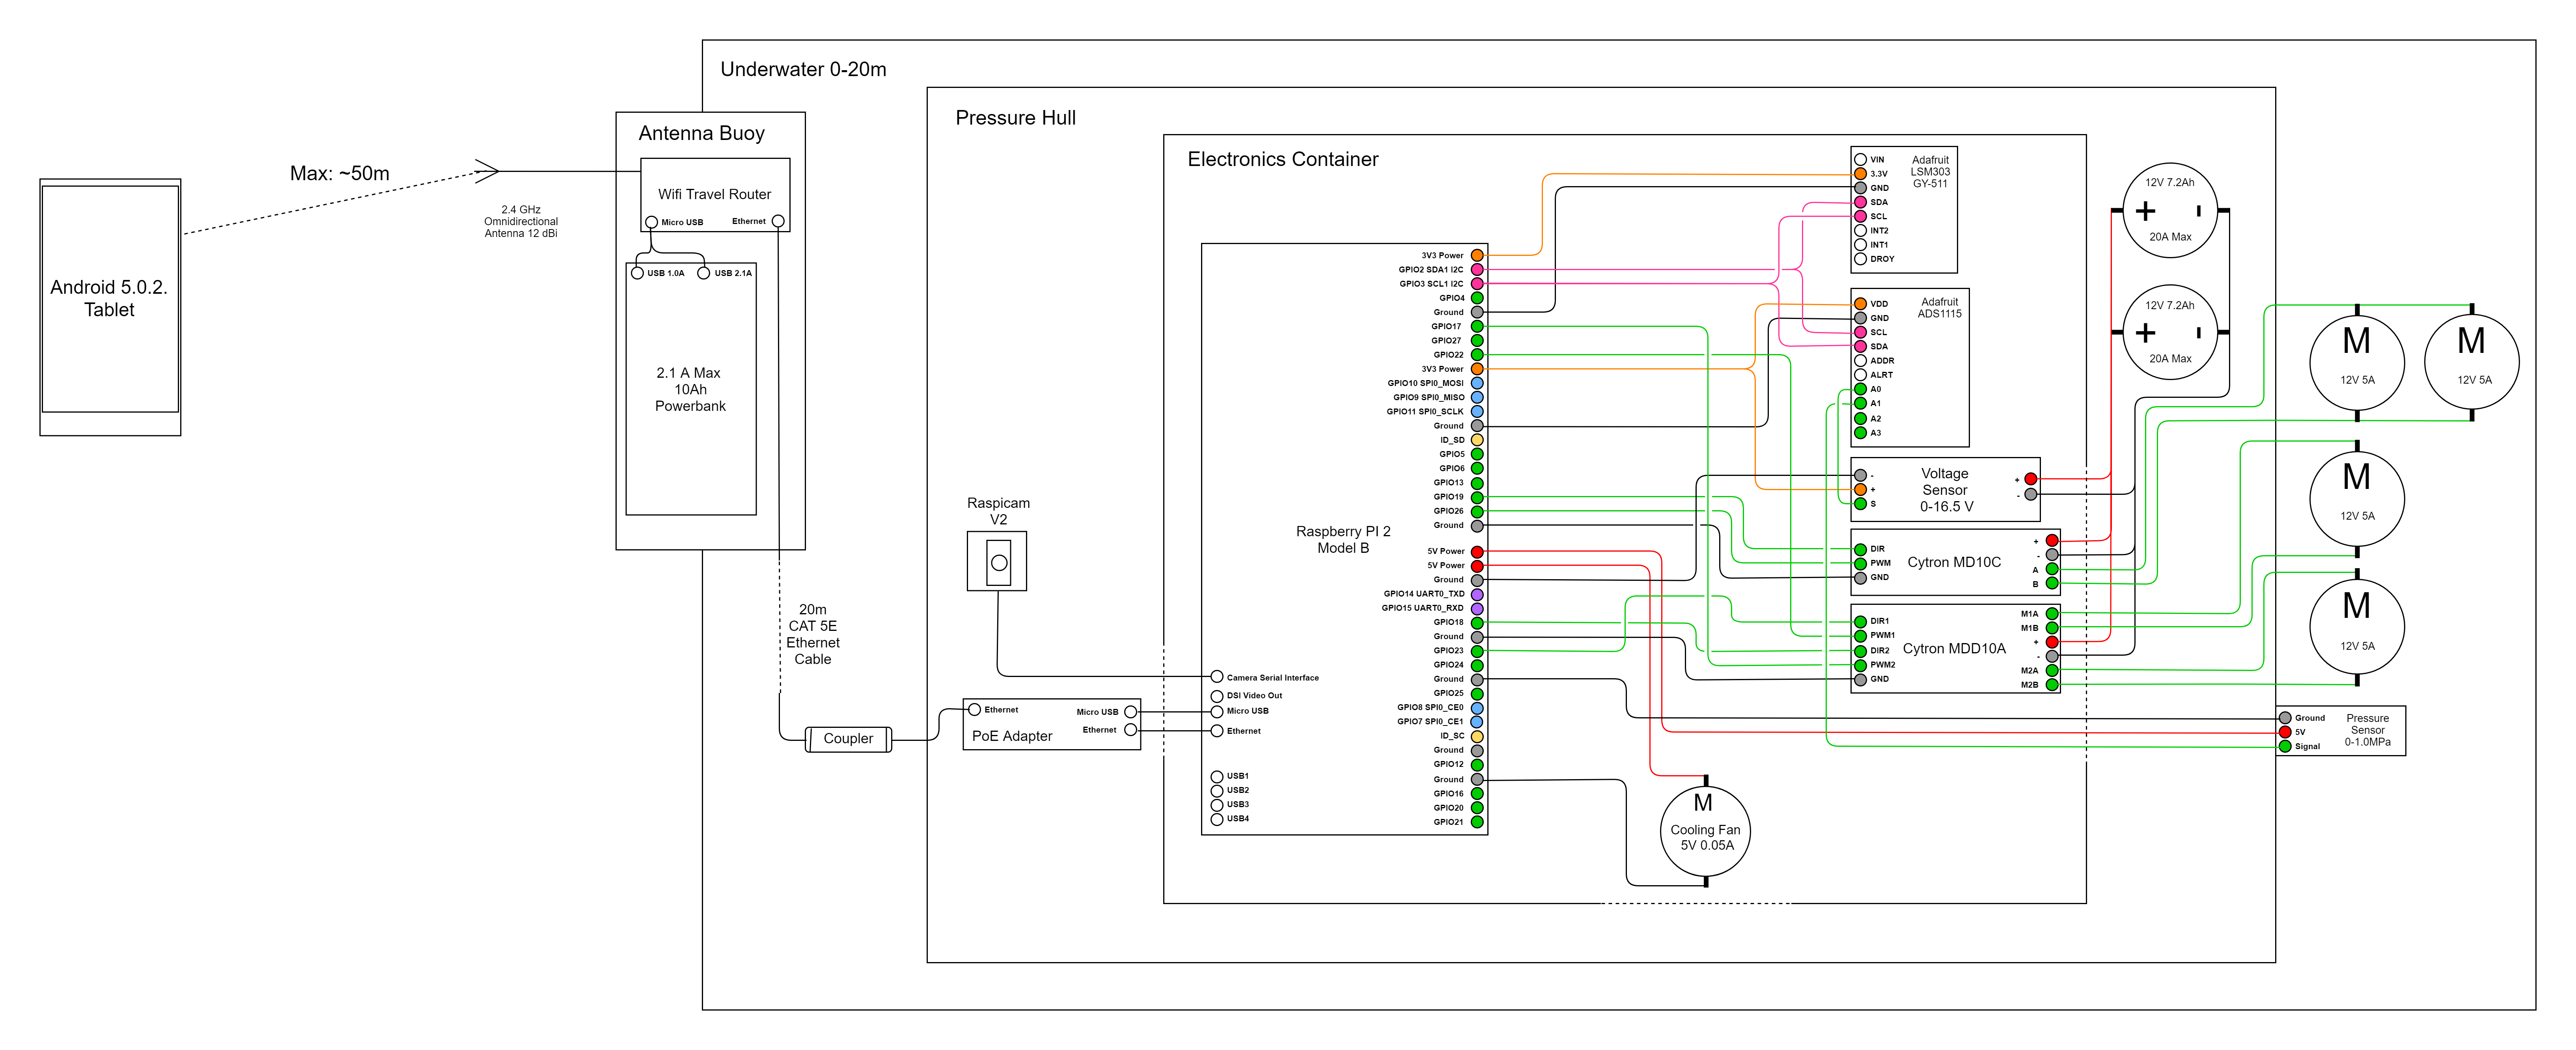 Underwater 0-20m
Antenna Buoy
Wifi Travel Router
Micro USB
Ethernet
USB 1.0A
USB 2.1A
2.1 A Max
10Ah
Powerbank
Max: ~50m
2.4 GHz
Omnidirectional
Antenna 12 dBi
Android 5.0.2.
Tablet
20m
CAT 5E
Ethernet
Cable
Coupler
Pressure Hull
Raspicam
V2
Ethernet
PoE Adapter
Micro USB
Ethernet
Electronics Container
Raspberry PI 2
Model B
Camera Serial Interface
DSI Video Out
Micro USB
Ethernet
USB1
USB2
USB3
USB4
3V3 Power
GPIO2 SDA1 I2C
GPIO3 SCL1 I2C
GPIO4
Ground
GPIO17
GPIO27
GPIO22
3V3 Power
GPIO10 SPI0_MOSI
GPIO9 SPI0_MISO
GPIO11 SPI0_SCLK
Ground
ID_SD
GPIO5
GPIO6
GPIO13
GPIO19
GPIO26
Ground
5V Power
5V Power
Ground
GPIO14 UART0_TXD
GPIO15 UART0_RXD
GPIO18
Ground
GPIO23
GPIO24
Ground
GPIO25
GPIO8 SPI0_CE0
GPIO7 SPI0_CE1
ID_SC
Ground
GPIO12
Ground
GPIO16
GPIO20
GPIO21
M
Cooling Fan
5V 0.05A
Adafruit
LSM303
GY-511
VIN
3.3V
GND
SDA
SCL
INT2
INT1
DROY
Adafruit
ADS1115
VDD
GND
SCL
SDA
ADDR
ALRT
A0
A1
A2
A3
Voltage
Sensor
0-16.5 V
-
+
S
+
-
Cytron MD10C
DIR
PWM
GND
+
-
A
B
Cytron MDD10A
DIR1
PWM1
DIR2
PWM2
GND
M1A
M1B
+
-
M2A
M2B
12V 7.2Ah
+ -
20A Max
12V 7.2Ah
+ -
20A Max
M
12V 5A
M
12V 5A
M
12V 5A
M
12V 5A
Ground
5V
Signal
Pressure
Sensor
0-1.0MPa